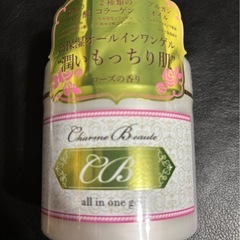 2種類の
コラーゲン
オールインワンゲル
"潤いもっちり肌"
ローズの香り
Charme Beaute
CB
all in one ge